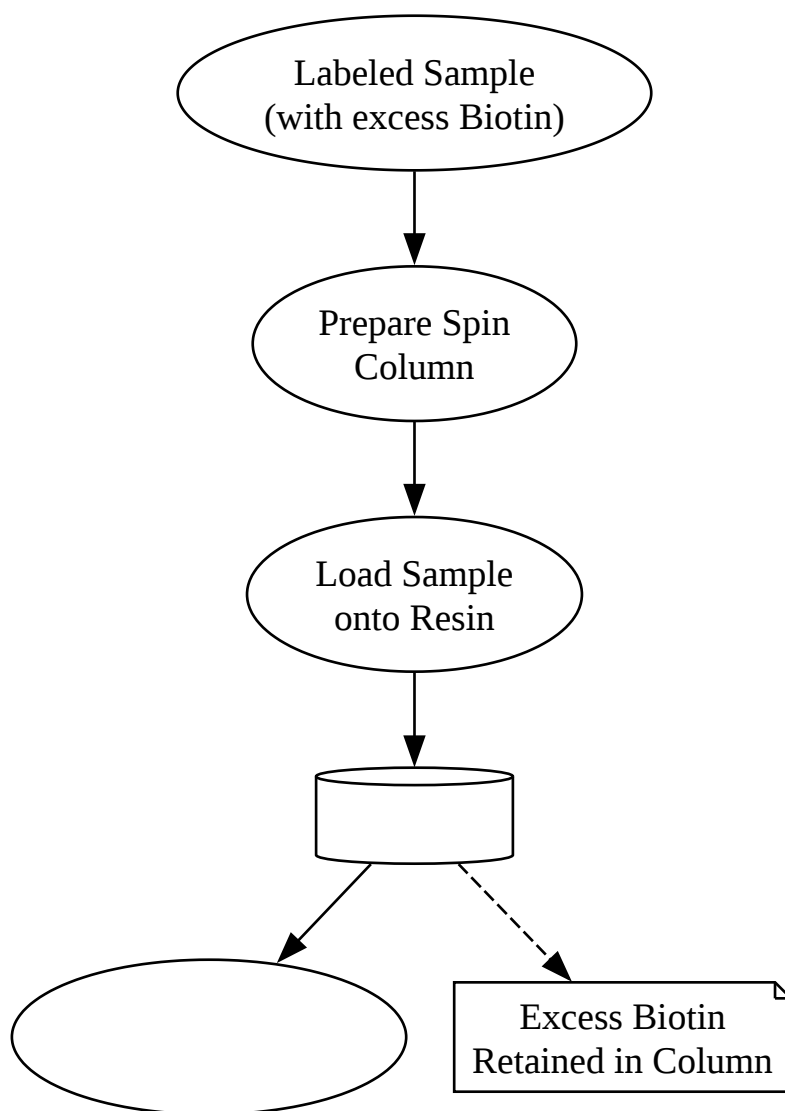 Labeled Sample
(with excess Biotin)
Prepare Spin
Column
Load Sample
onto Resin
Excess Biotin
Retained in Column